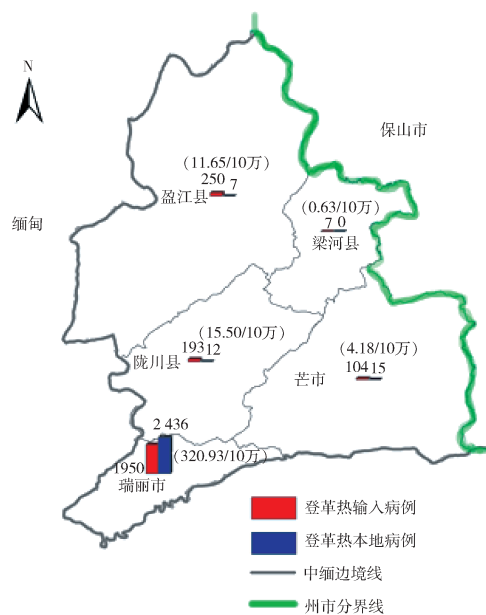 N
保山市
(11.65/10万)
250 7
盈江县
缅甸
(0.63/10万)
7 0
梁河县
(15.50/10万)
193 12
陇川县
(4.18/10万)
104 15
芒市
2 436
1950
(320.93/10万)
瑞丽市
登革热输入病例
登革热本地病例
中缅边境线
州市分界线